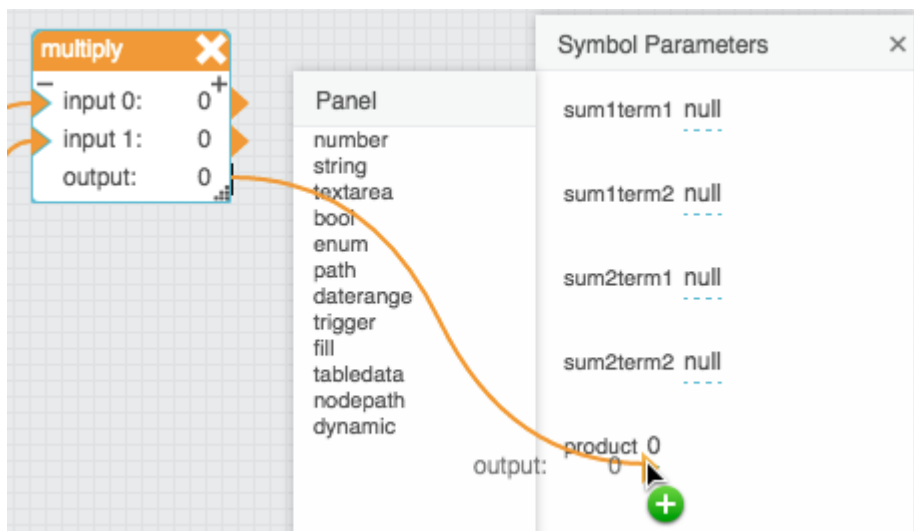 multiply
input 0: 0
input 1: 0
output: 0
Panel
number
string
textarea
bool
enum
path
daterange
trigger
fill
tabledata
nodepath
dynamic
Symbol Parameters
sum1term1 null
sum1term2 null
sum2term1 null
sum2term2 null
product 0
output: 0